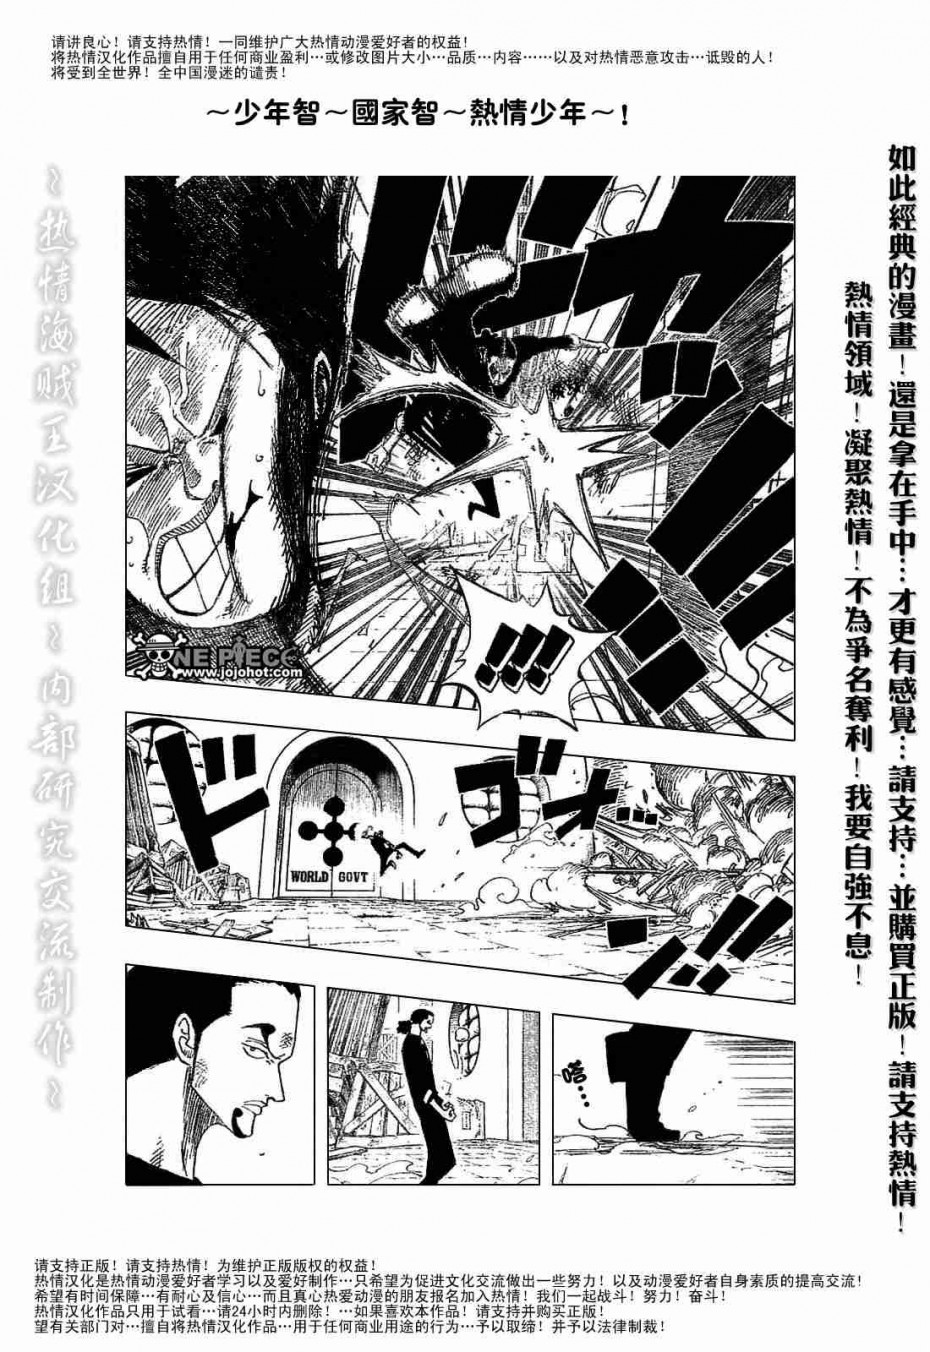 请讲良心！请支持热情！一同维护广大热情动漫爱好者的权益！
将热情汉化作品擅自用于任何商业盈利…或修改图片大小…品质…内容……以及对热情恶意攻击…诋毁的人！
将受到全世界！全中国漫迷的谴责！
～少年智～國家智～熱情少年～！
如此經典的漫畫！還是拿在手中…才更有感覺…請支持…並購買正版！請支持熱情！
熱情領域！凝聚熱情！不為爭名奪利！我要自強不息！
～热情海贼王汉化组～内部研究交流制作～
!!!
ONE PIECE
www.jojohot.com
ドゴォ…
WORLD GOVT
嗒…
请支持正版！请支持热情！为维护正版版权的权益！
热情汉化是热情动漫爱好者学习以及爱好制作…只希望为促进文化交流做出一些努力！以及动漫爱好者自身素质的提高交流！
希望有时间保障…有耐心及信心…而且真心热爱动漫的朋友报名加入热情！我们一起战斗！努力！奋斗！
热情汉化作品只用于试看…请24小时内删除！…如果喜欢本作品！请支持并购买正版！
望有关部门对…擅自将热情汉化作品…用于任何商业用途的行为…予以取缔！并予以法律制裁！